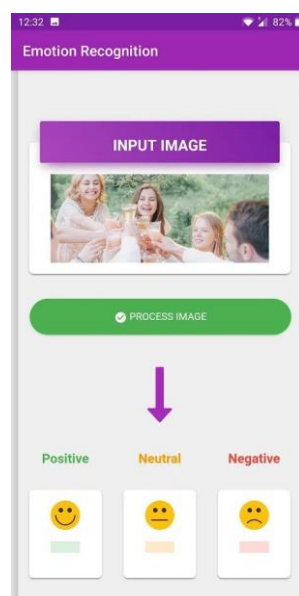 12:32 82%
Emotion Recognition
INPUT IMAGE
PROCESS IMAGE
Positive Neutral Negative